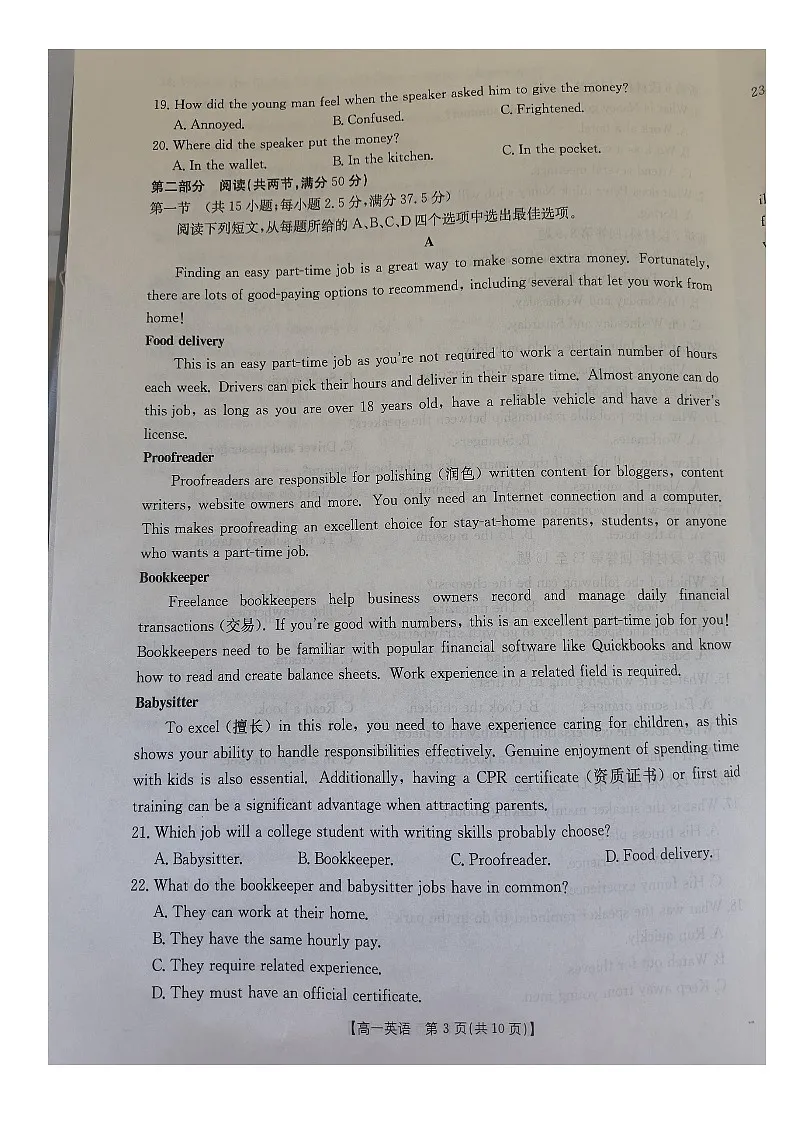 19. How did the young man feel when the speaker asked him to give the money?
A. Annoyed. B. Confused. C. Frightened.
20. Where did the speaker put the money?
A. In the wallet. B. In the kitchen. C. In the pocket.
第二部分 阅读(共两节,满分50分)
第一节 (共15小题;每小题2.5分,满分37.5分)
阅读下列短文,从每题所给的A、B、C、D四个选项中选出最佳选项。
A
Finding an easy part-time job is a great way to make some extra money. Fortunately,
there are lots of good-paying options to recommend, including several that let you work from
home!
Food delivery
This is an easy part-time job as you're not required to work a certain number of hours
each week. Drivers can pick their hours and deliver in their spare time. Almost anyone can do
this job, as long as you are over 18 years old, have a reliable vehicle and have a driver's
license.
Proofreader
Proofreaders are responsible for polishing (润色) written content for bloggers, content
writers, website owners and more. You only need an Internet connection and a computer.
This makes proofreading an excellent choice for stay-at-home parents, students, or anyone
who wants a part-time job.
Bookkeeper
Freelance bookkeepers help business owners record and manage daily financial
transactions (交易). If you're good with numbers, this is an excellent part-time job for you!
Bookkeepers need to be familiar with popular financial software like Quickbooks and know
how to read and create balance sheets. Work experience in a related field is required.
Babysitter
To excel (擅长) in this role, you need to have experience caring for children, as this
shows your ability to handle responsibilities effectively. Genuine enjoyment of spending time
with kids is also essential. Additionally, having a CPR certificate (资质证书) or first aid
training can be a significant advantage when attracting parents.
21. Which job will a college student with writing skills probably choose?
A. Babysitter. B. Bookkeeper. C. Proofreader. D. Food delivery.
22. What do the bookkeeper and babysitter jobs have in common?
A. They can work at their home.
B. They have the same hourly pay.
C. They require related experience.
D. They must have an official certificate.
【高一英语 第3页(共10页)】
23